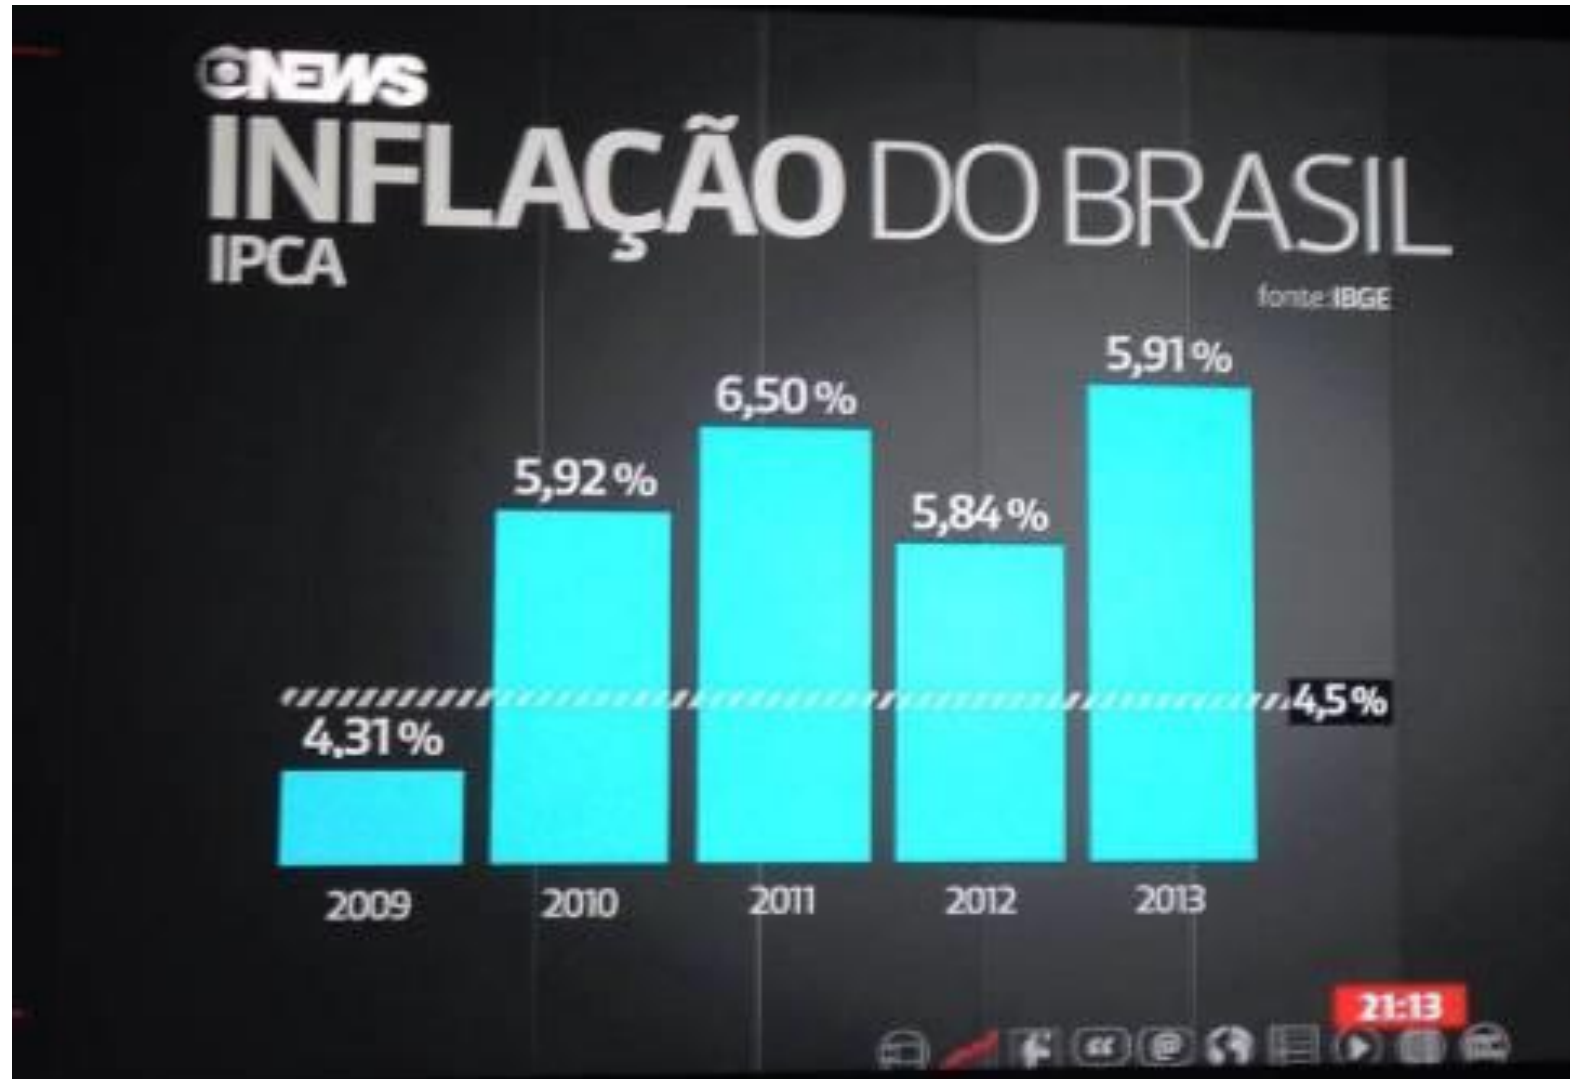 NEWS
INFLAÇÃO DO BRASIL
IPCA
fonte:IBGE
5,91%
6,50%
5,92%
5,84%
4,5%
4,31%
2009 2010 2011 2012 2013
21:13